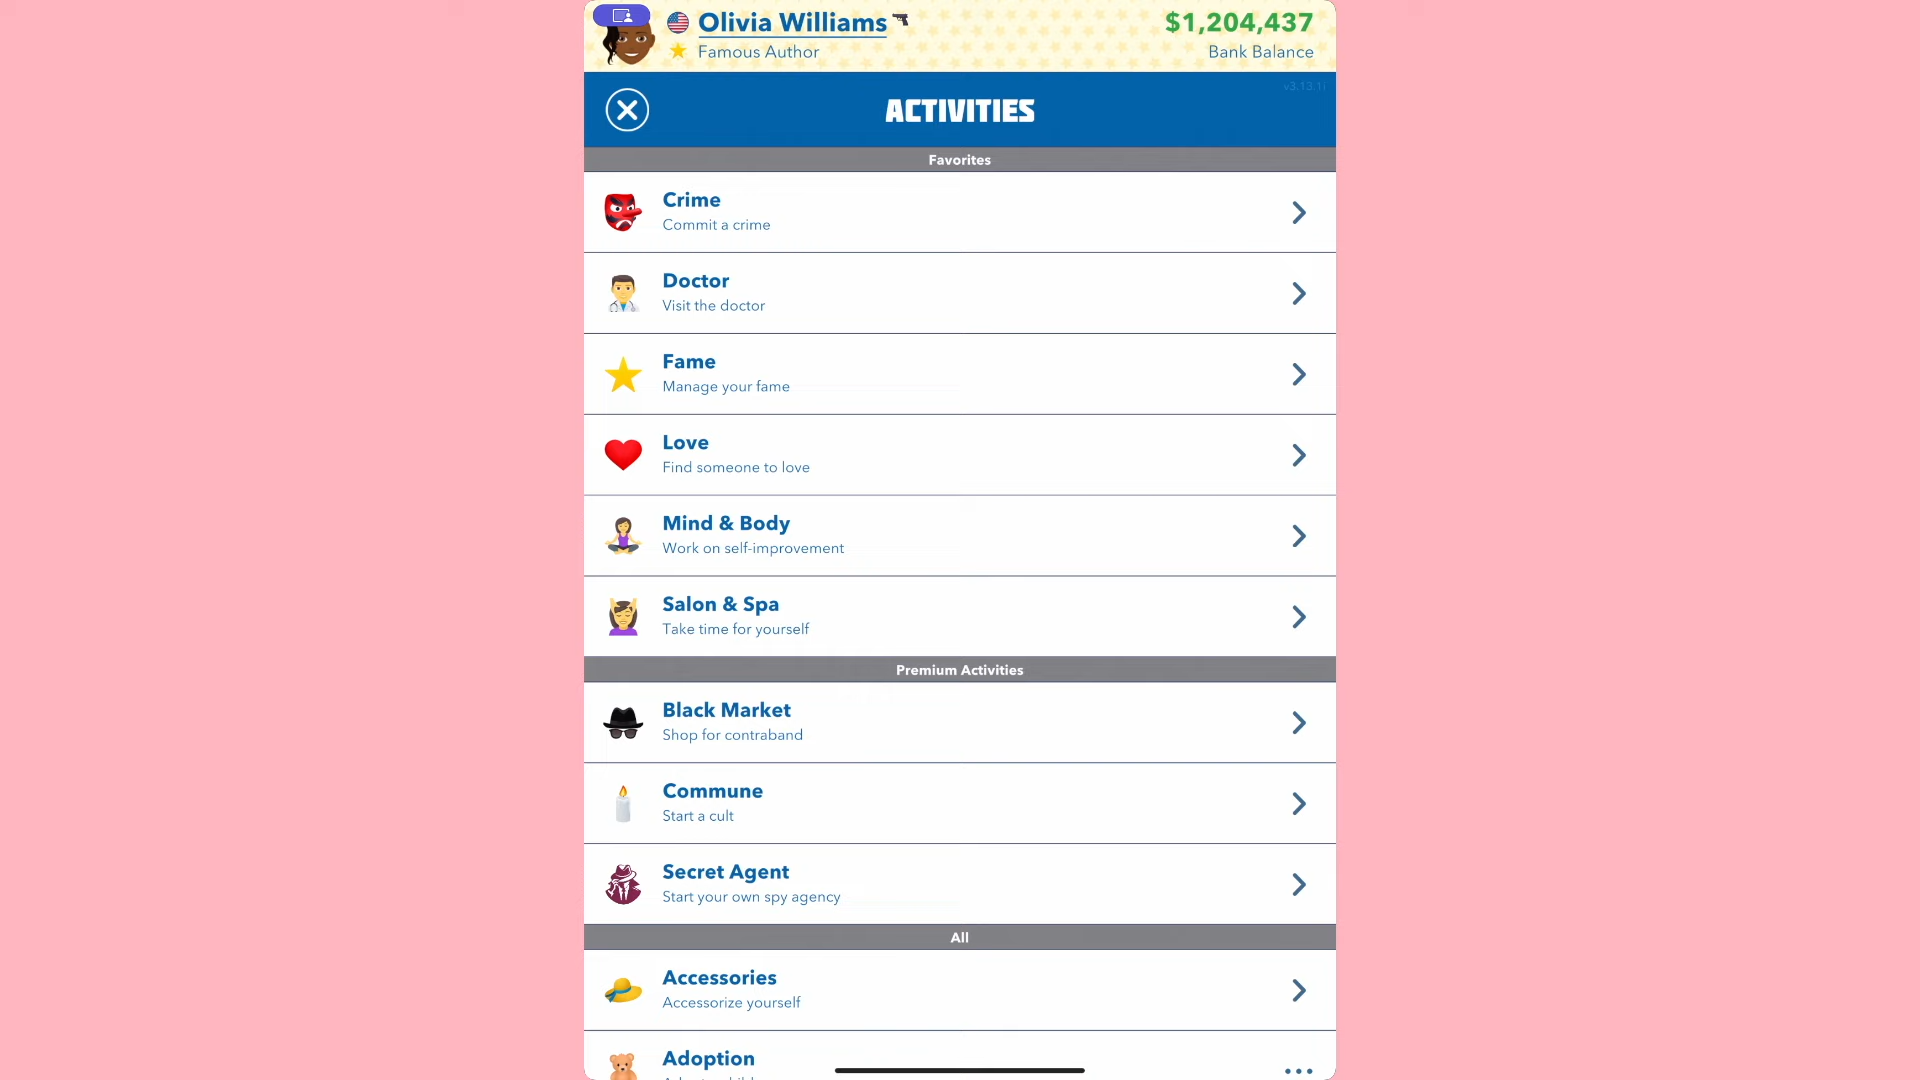 Olivia Williams
$1,204,437
Famous Author
Bank Balance
v3.13.1i
ACTIVITIES
Favorites
Crime
Commit a crime
Doctor
Visit the doctor
Fame
Manage your fame
Love
Find someone to love
Mind & Body
Work on self-improvement
Salon & Spa
Take time for yourself
Premium Activities
Black Market
Shop for contraband
Commune
Start a cult
Secret Agent
Start your own spy agency
All
Accessories
Accessorize yourself
Adoption